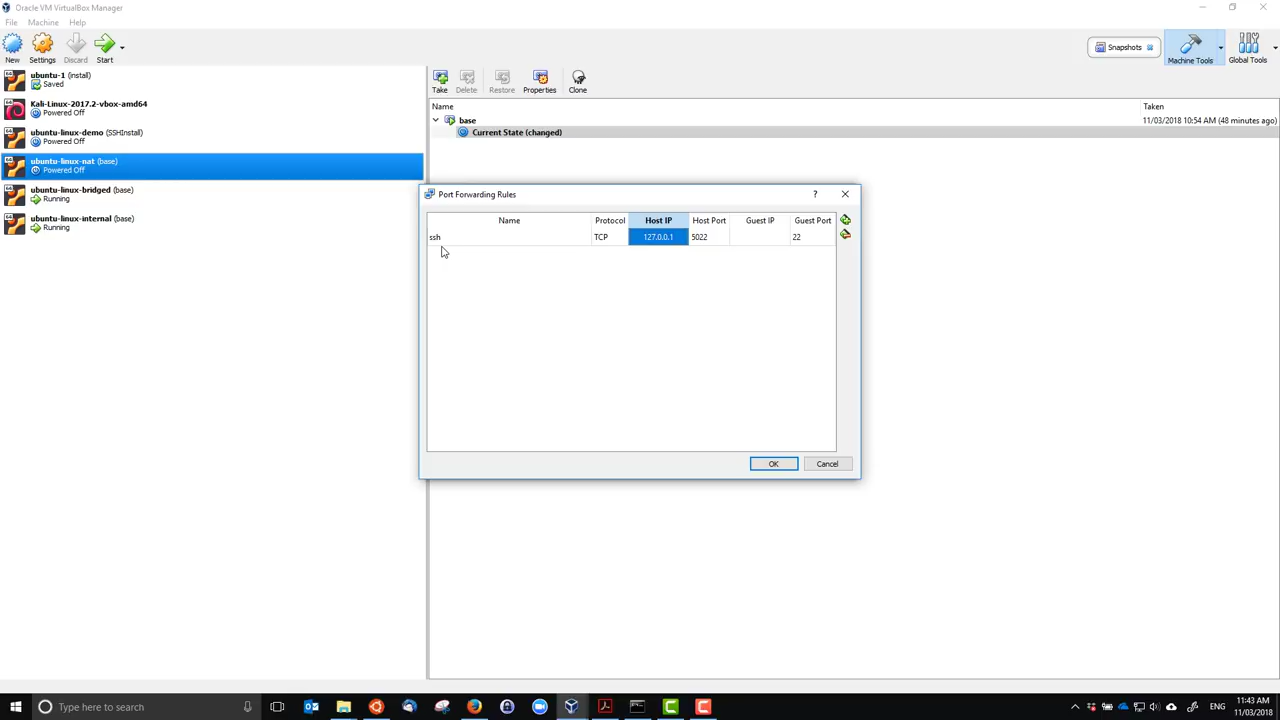 Oracle VM VirtualBox Manager
File Machine Help
New Settings Discard Start
Snapshots Machine Tools Global Tools
ubuntu-1 (install)
Saved
Kali-Linux-2017.2-vbox-amd64
Powered Off
ubuntu-linux-demo (SSHInstall)
Powered Off
ubuntu-linux-nat (base)
Powered Off
ubuntu-linux-bridged (base)
Running
ubuntu-linux-internal (base)
Running
Take Delete Restore Properties Clone
Name Taken
base 11/03/2018 10:54 AM (48 minutes ago)
Current State (changed)
Port Forwarding Rules ?
Name Protocol Host IP Host Port Guest IP Guest Port
ssh TCP 127.0.0.1 5022 22
OK Cancel
Type here to search
ENG
11:43 AM
11/03/2018